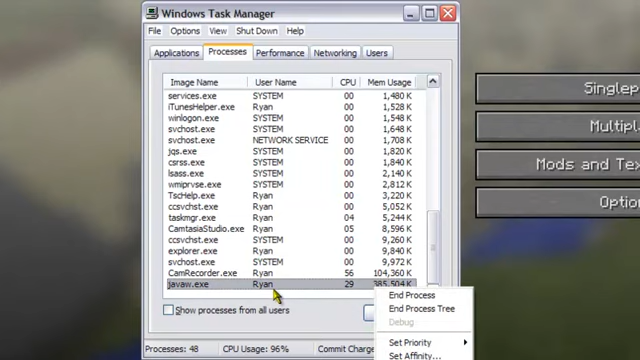 Windows Task Manager
File Options View Shut Down Help
Applications Processes Performance Networking Users
Image Name User Name CPU Mem Usage
services.exe SYSTEM 00 1,480 K
iTunesHelper.exe Ryan 00 1,528 K
winlogon.exe SYSTEM 00 1,568 K
svchost.exe SYSTEM 00 1,648 K
svchost.exe NETWORK SERVICE 00 1,708 K
jqs.exe SYSTEM 00 1,820 K
csrss.exe SYSTEM 00 1,840 K
lsass.exe SYSTEM 00 2,140 K
wmiprvse.exe SYSTEM 00 2,812 K
TscHelp.exe Ryan 00 3,220 K
ccsvchst.exe Ryan 00 5,052 K
taskmgr.exe Ryan 04 5,244 K
CamtasiaStudio.exe Ryan 05 8,596 K
ccsvchst.exe SYSTEM 00 9,260 K
explorer.exe Ryan 00 9,840 K
svchost.exe SYSTEM 00 9,972 K
CamRecorder.exe Ryan 56 104,360 K
javaw.exe Ryan 29 385,504 K
Show processes from all users
End Process
End Process Tree
Debug
Set Priority
Set Affinity...
Processes: 48 CPU Usage: 96% Commit Charge
Singlep
Multipl
Mods and Tex
Option